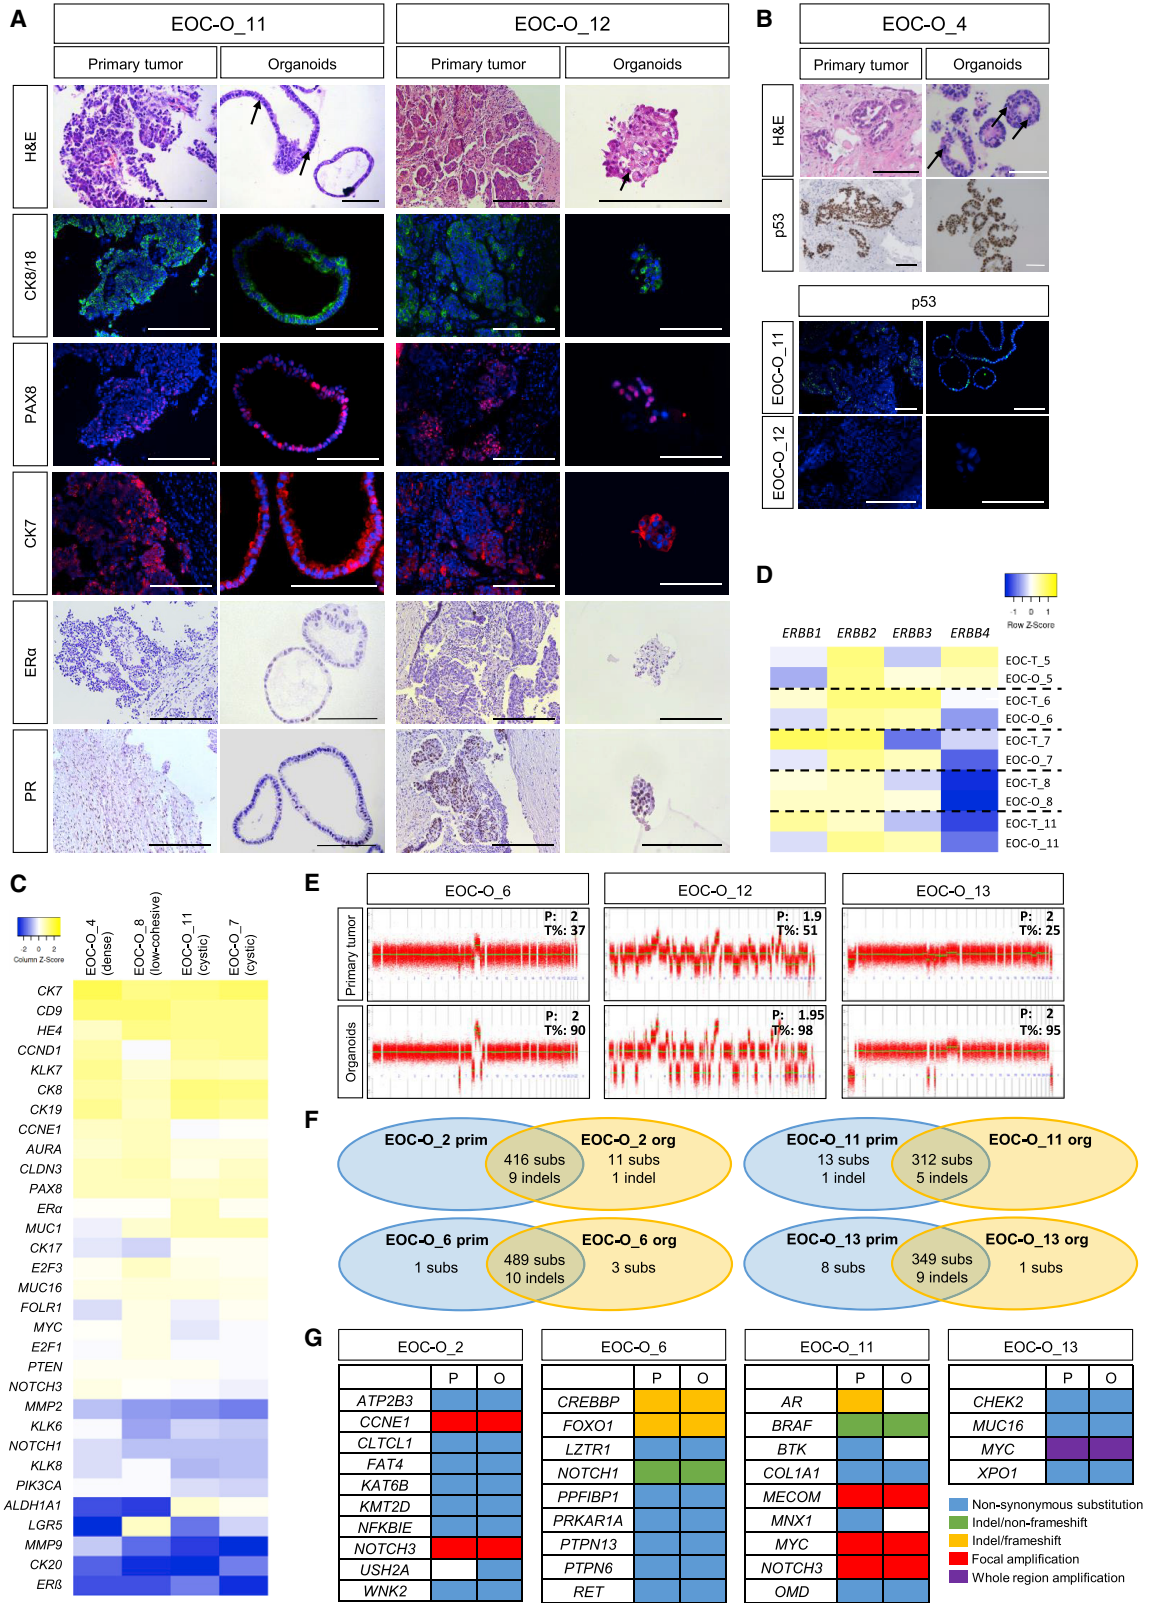 A
EOC-O_11
EOC-O_12
Primary tumor
Organoids
Primary tumor
Organoids
H&E
CK8/18
PAX8
CK7
ERα
PR
B
EOC-O_4
Primary tumor
Organoids
H&E
p53
p53
EOC-O_11
EOC-O_12
D
-1 0 1
Row Z-Score
ERBB1 ERBB2 ERBB3 ERBB4
EOC-T_5
EOC-O_5
EOC-T_6
EOC-O_6
EOC-T_7
EOC-O_7
EOC-T_8
EOC-O_8
EOC-T_11
EOC-O_11
C
-2 0 2
Column Z-Score
EOC-O_4
(dense)
EOC-O_8
(low-cohesive)
EOC-O_11
(cystic)
EOC-O_7
(cystic)
CK7
CD9
HE4
CCND1
KLK7
CK8
CK19
CCNE1
AURA
CLDN3
PAX8
ERα
MUC1
CK17
E2F3
MUC16
FOLR1
MYC
E2F1
PTEN
NOTCH3
MMP2
KLK6
NOTCH1
KLK8
PIK3CA
ALDH1A1
LGR5
MMP9
CK20
ERß
E
EOC-O_6
EOC-O_12
EOC-O_13
Primary tumor
P: 2
T%: 37
P: 1.9
T%: 51
P: 2
T%: 25
Organoids
P: 2
T%: 90
P: 1.95
T%: 98
P: 2
T%: 95
F
EOC-O_2 prim
EOC-O_2 org
416 subs
9 indels
11 subs
1 indel
EOC-O_11 prim
EOC-O_11 org
13 subs
1 indel
312 subs
5 indels
EOC-O_6 prim
EOC-O_6 org
1 subs
489 subs
10 indels
3 subs
EOC-O_13 prim
EOC-O_13 org
8 subs
349 subs
9 indels
1 subs
G
EOC-O_2
P O
ATP2B3
CCNE1
CLTCL1
FAT4
KAT6B
KMT2D
NFKBIE
NOTCH3
USH2A
WNK2
EOC-O_6
P O
CREBBP
FOXO1
LZTR1
NOTCH1
PPFIBP1
PRKAR1A
PTPN13
PTPN6
RET
EOC-O_11
P O
AR
BRAF
BTK
COL1A1
MECOM
MNX1
MYC
NOTCH3
OMD
EOC-O_13
P O
CHEK2
MUC16
MYC
XPO1
Non-synonymous substitution
Indel/non-frameshift
Indel/frameshift
Focal amplification
Whole region amplification